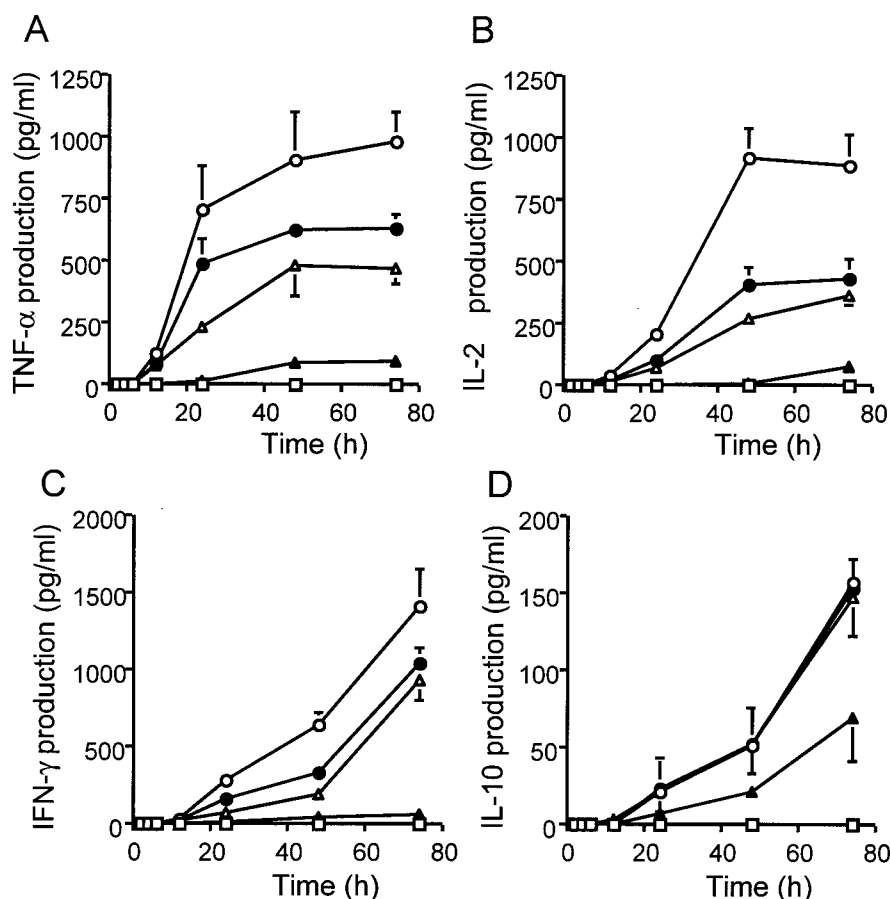 A
TNF-α production (pg/ml)
1250
1000
750
500
250
0
0 20 40 60 80
Time (h)
B
IL-2 production (pg/ml)
1250
1000
750
500
250
0
0 20 40 60 80
Time (h)
C
IFN-γ production (pg/ml)
2000
1500
1000
500
0
0 20 40 60 80
Time (h)
D
IL-10 production (pg/ml)
200
150
100
50
0
0 20 40 60 80
Time (h)